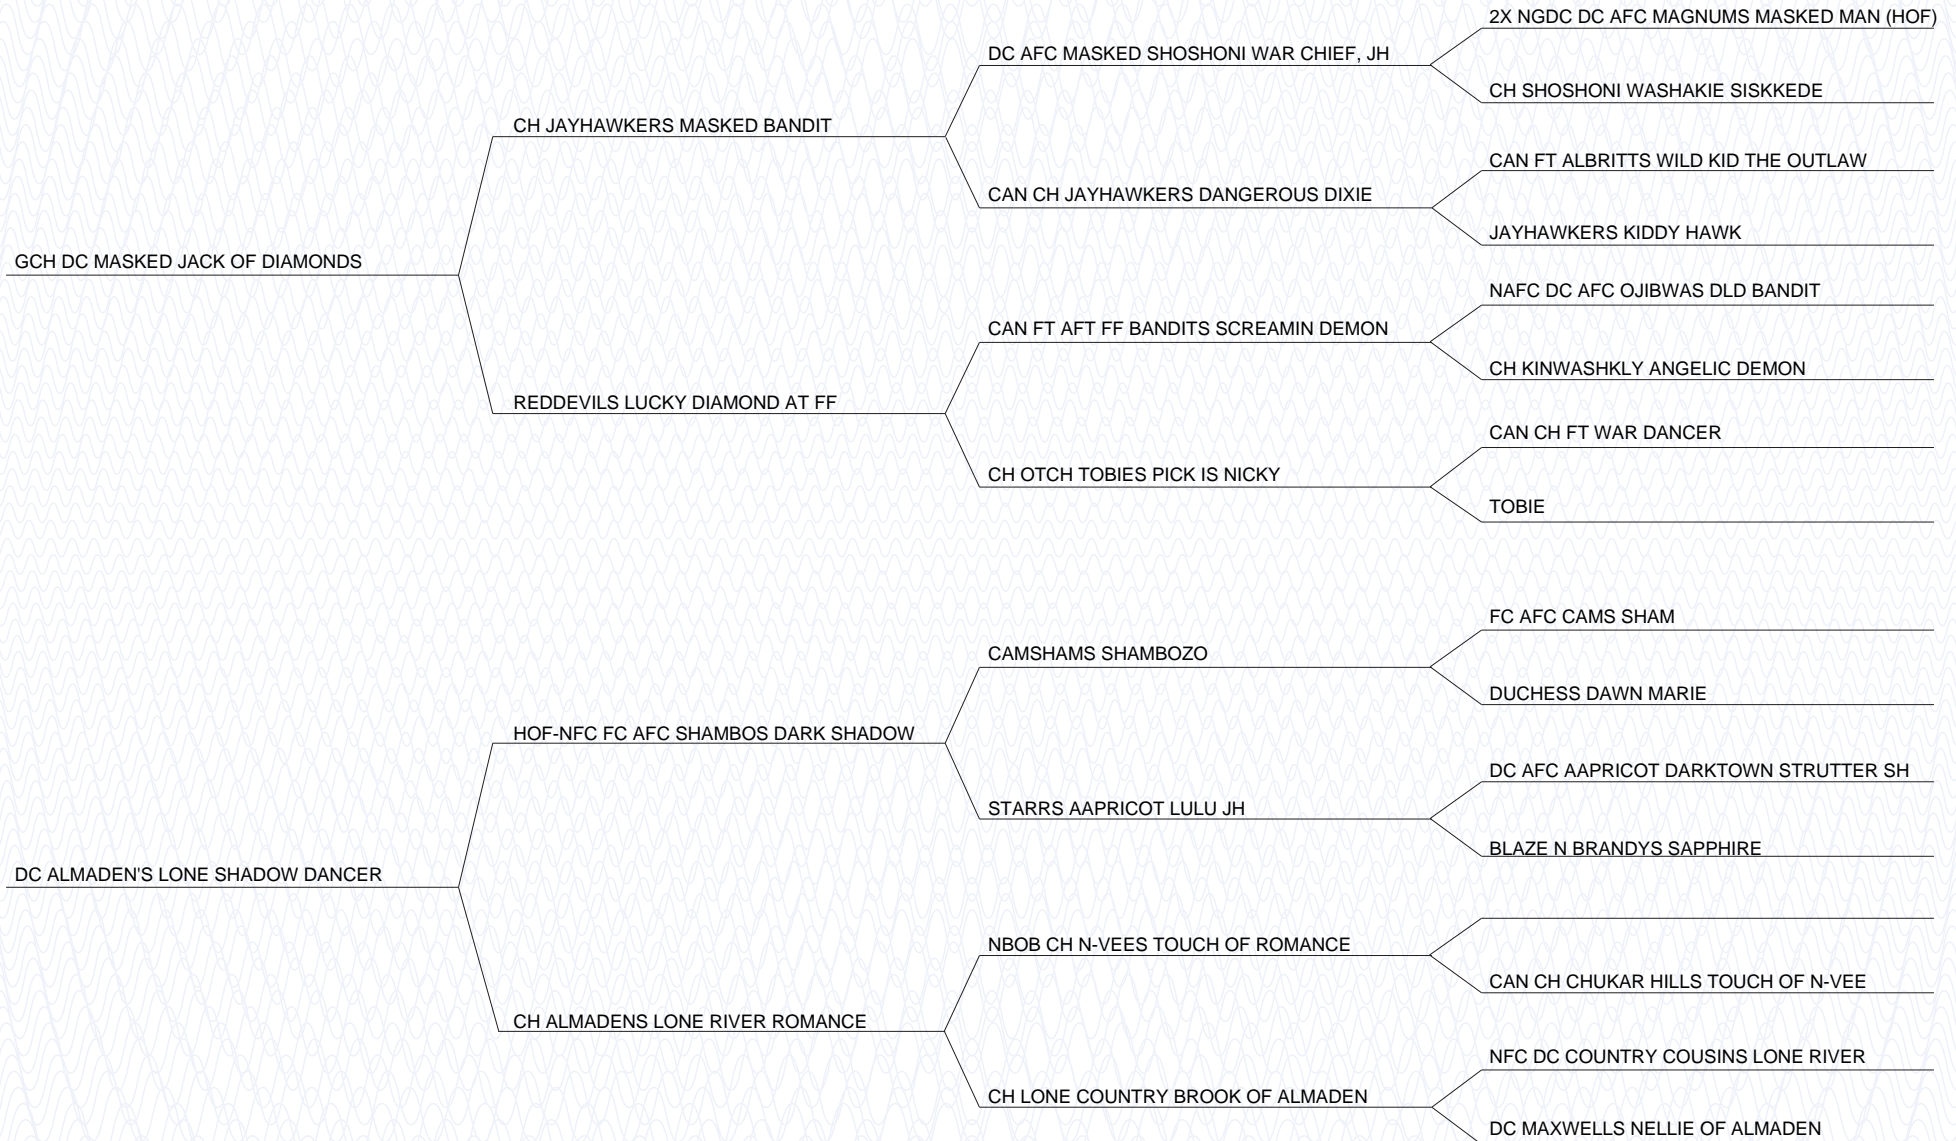 2X NGDC DC AFC MAGNUMS MASKED MAN (HOF)
DC AFC MASKED SHOSHONI WAR CHIEF, JH
CH SHOSHONI WASHAKIE SISKKEDE
CH JAYHAWKERS MASKED BANDIT
CAN FT ALBRITTS WILD KID THE OUTLAW
CAN CH JAYHAWKERS DANGEROUS DIXIE
JAYHAWKERS KIDDY HAWK
GCH DC MASKED JACK OF DIAMONDS
NAFC DC AFC OJIBWAS DLD BANDIT
CAN FT AFT FF BANDITS SCREAMIN DEMON
CH KINWASHKLY ANGELIC DEMON
REDDEVILS LUCKY DIAMOND AT FF
CAN CH FT WAR DANCER
CH OTCH TOBIES PICK IS NICKY
TOBIE
FC AFC CAMS SHAM
CAMSHAMS SHAMBOZO
DUCHESS DAWN MARIE
HOF-NFC FC AFC SHAMBOS DARK SHADOW
DC AFC AAPRICOT DARKTOWN STRUTTER SH
STARRS AAPRICOT LULU JH
BLAZE N BRANDYS SAPPHIRE
DC ALMADEN'S LONE SHADOW DANCER
NBOB CH N-VEES TOUCH OF ROMANCE
CAN CH CHUKAR HILLS TOUCH OF N-VEE
CH ALMADENS LONE RIVER ROMANCE
NFC DC COUNTRY COUSINS LONE RIVER
CH LONE COUNTRY BROOK OF ALMADEN
DC MAXWELLS NELLIE OF ALMADEN